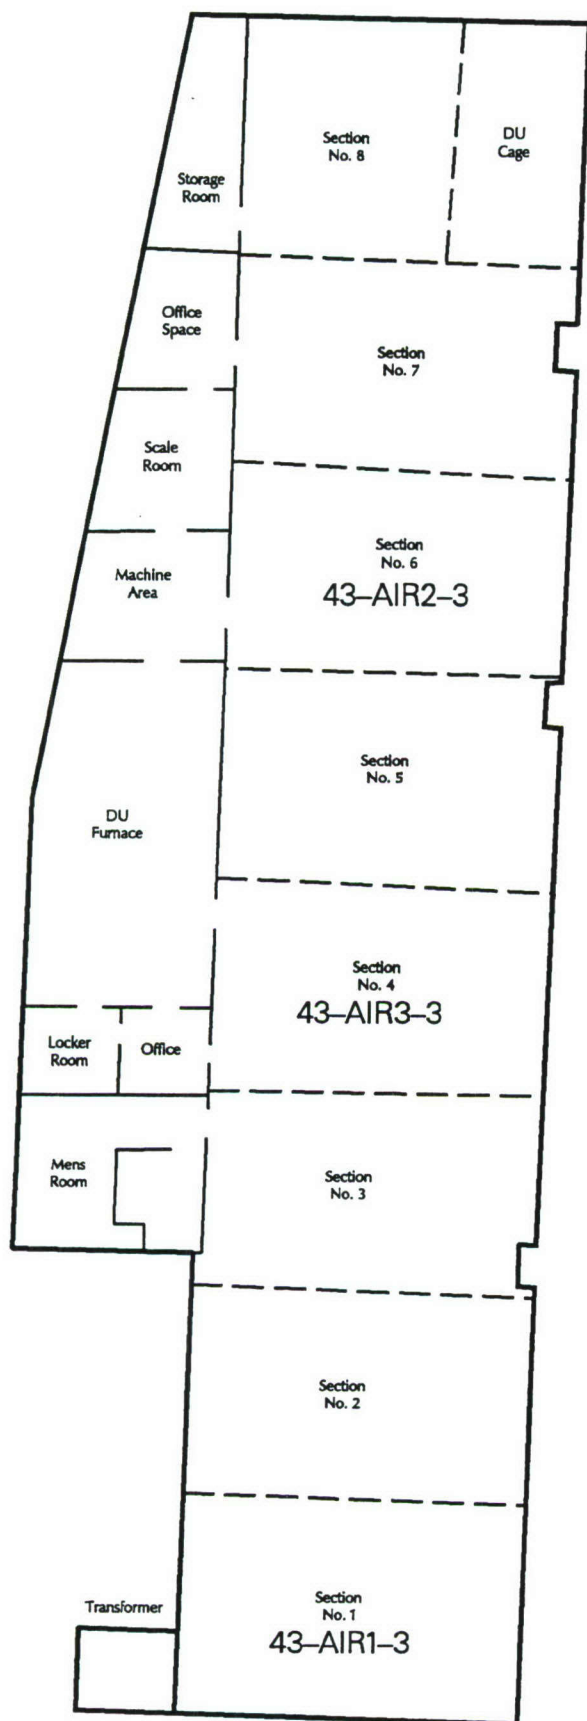 Section
No. 8
DU
Cage
Storage
Room
Office
Space
Section
No. 7
Scale
Room
Section
No. 6
43–AIR2–3
Machine
Area
Section
No. 5
DU
Furnace
Section
No. 4
43–AIR3–3
Locker
Room
Office
Mens
Room
Section
No. 3
Section
No. 2
Transformer
Section
No. 1
43–AIR1–3